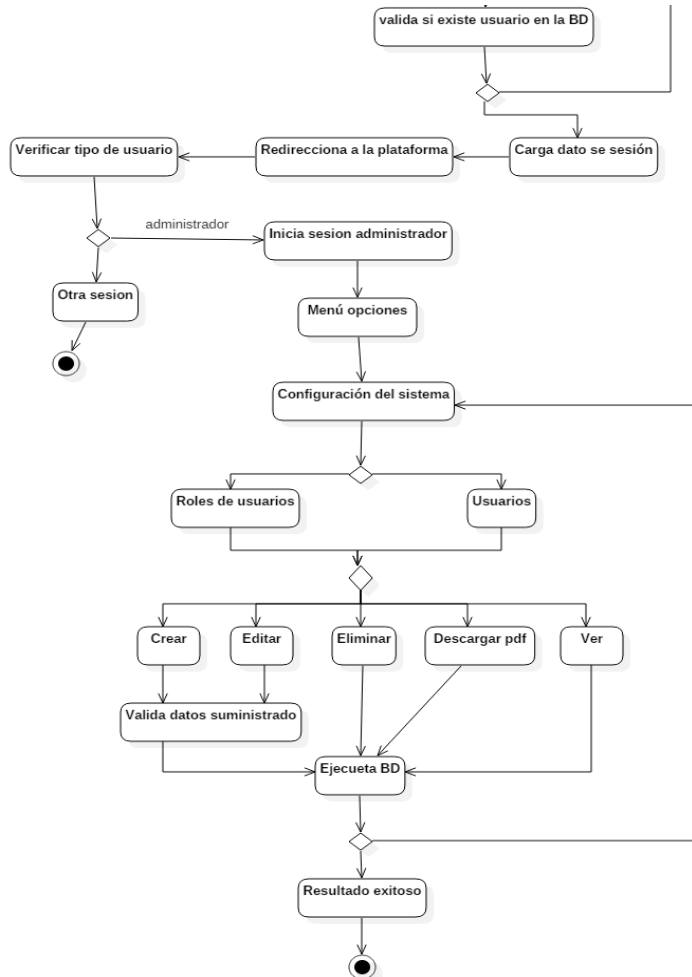 valida si existe usuario en la BD
Verificar tipo de usuario
Redirecciona a la plataforma
Carga dato se sesión
administrador
Inicia sesion administrador
Otra sesion
Menú opciones
Configuración del sistema
Roles de usuarios
Usuarios
Crear
Editar
Eliminar
Descargar pdf
Ver
Valida datos suministrado
Ejecueta BD
Resultado exitoso